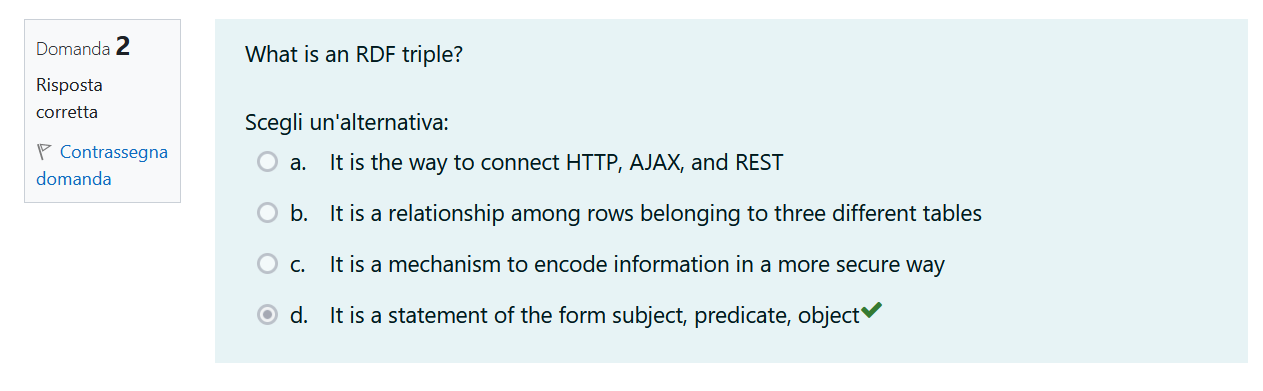 Domanda 2
Risposta
corretta
Contrassegna
domanda
What is an RDF triple?
Scegli un'alternativa:
a. It is the way to connect HTTP, AJAX, and REST
b. It is a relationship among rows belonging to three different tables
c. It is a mechanism to encode information in a more secure way
d. It is a statement of the form subject, predicate, object